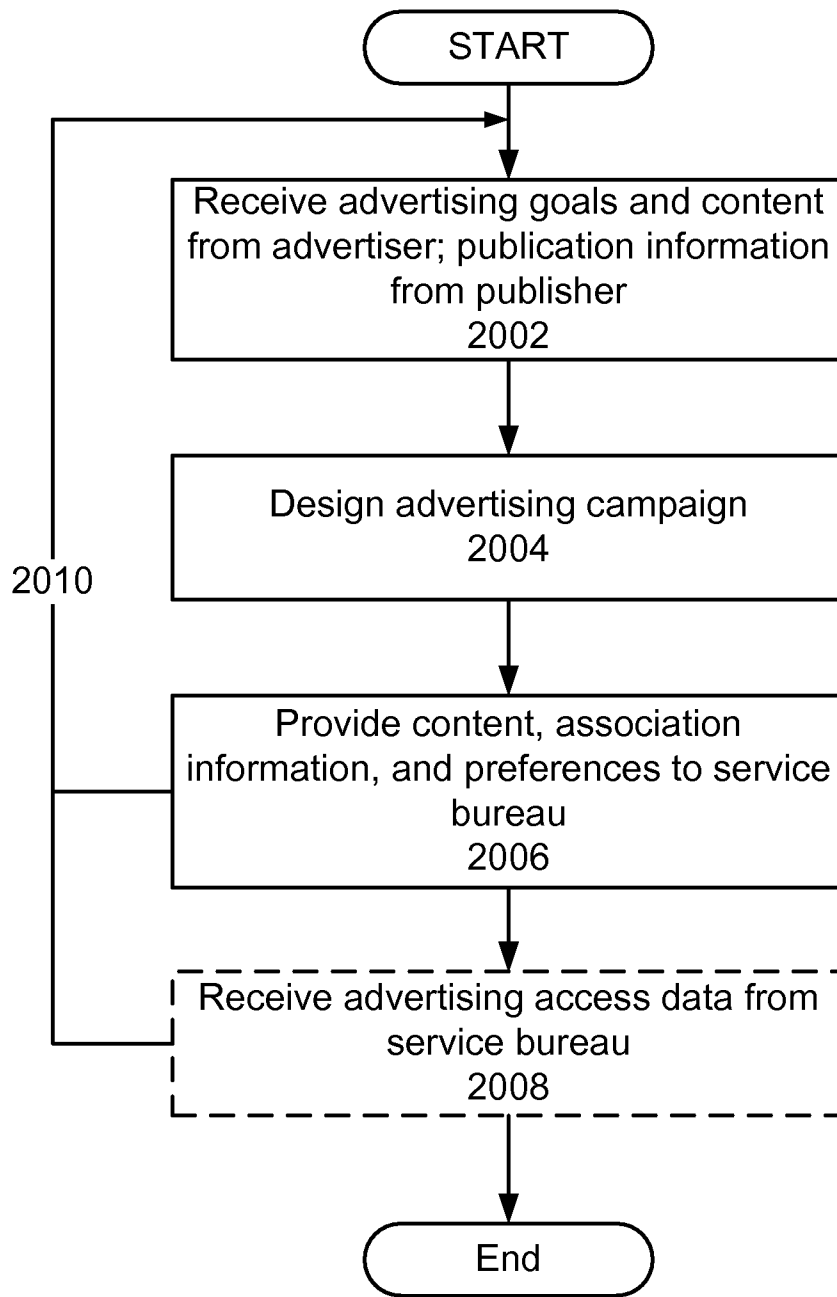 START
Receive advertising goals and content
from advertiser; publication information
from publisher
2002
Design advertising campaign
2004
2010
Provide content, association
information, and preferences to service
bureau
2006
Receive advertising access data from
service bureau
2008
End